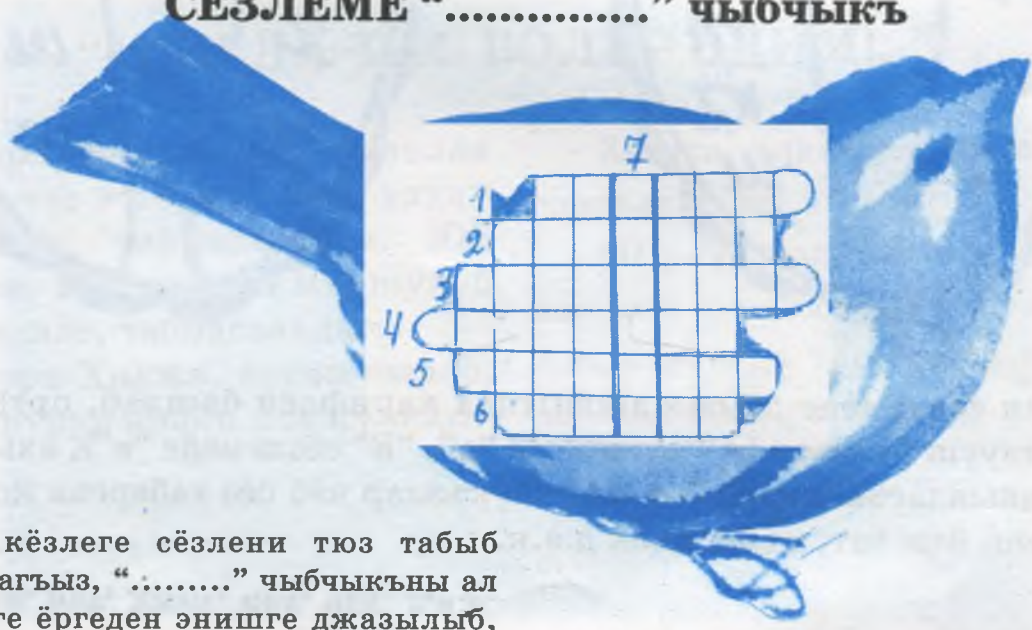 СЕЗЛЕМЕ “..............” чыбчыкъ
7
1
2
3
4
5
6
кёзлеге сёзлени тюз табыб
агъыз, “.........” чыбчыкъны ал
ге ёргеден энишге джазылыб,